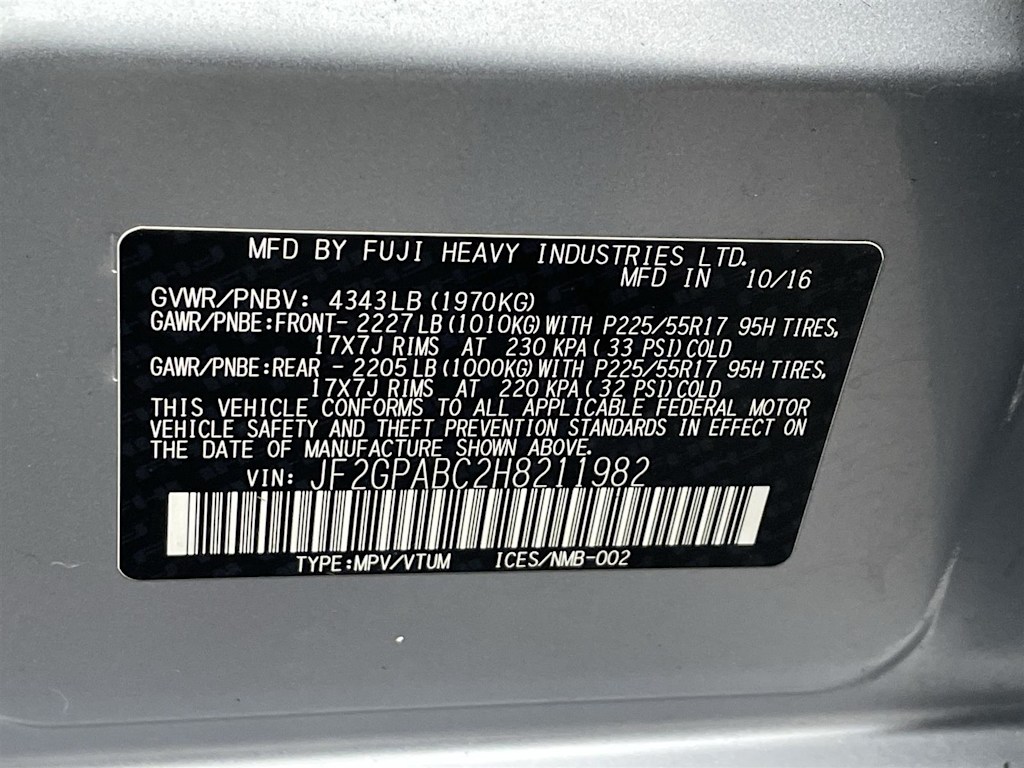 MFD BY FUJI HEAVY INDUSTRIES LTD.
MFD IN 10/16
GVWR/PNBV: 4343LB (1970KG)
GAWR/PNBE:FRONT- 2227LB(1010KG)WITH P225/55R17 95H TIRES,
17X7J RIMS AT 230 KPA( 33 PSI)COLD
GAWR/PNBE:REAR - 2205LB(1000KG)WITH P225/55R17 95H TIRES,
17X7J RIMS AT 220 KPA( 32 PSI)COLD
THIS VEHICLE CONFORMS TO ALL APPLICABLE FEDERAL MOTOR
VEHICLE SAFETY AND THEFT PREVENTION STANDARDS IN EFFECT ON
THE DATE OF MANUFACTURE SHOWN ABOVE.
VIN: JF2GPABC2H8211982
TYPE:MPV/VTUM ICES/NMB-002